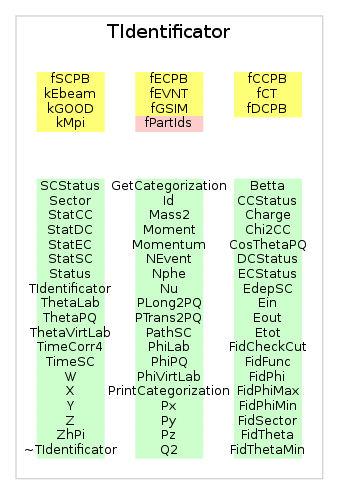 TIdentificator
fSCPB fECPB fCCPB
kEbeam fEVNT fCT
kGOOD fGSIM fDCPB
kMpi fPartIds
SCStatus GetCategorization Betta
Sector Id CCStatus
StatCC Mass2 Charge
StatDC Moment Chi2CC
StatEC Momentum CosThetaPQ
StatSC NEvent DCStatus
Status Nphe ECStatus
TIdentificator Nu EdepSC
ThetaLab PLong2PQ Ein
ThetaPQ PTrans2PQ Eout
ThetaVirtLab PathSC Etot
TimeCorr4 PhiLab FidCheckCut
TimeSC PhiPQ FidFunc
W PhiVirtLab FidPhi
X PrintCategorization FidPhiMax
Y Px FidPhiMin
Z Py FidSector
ZhPi Pz FidTheta
~TIdentificator Q2 FidThetaMin